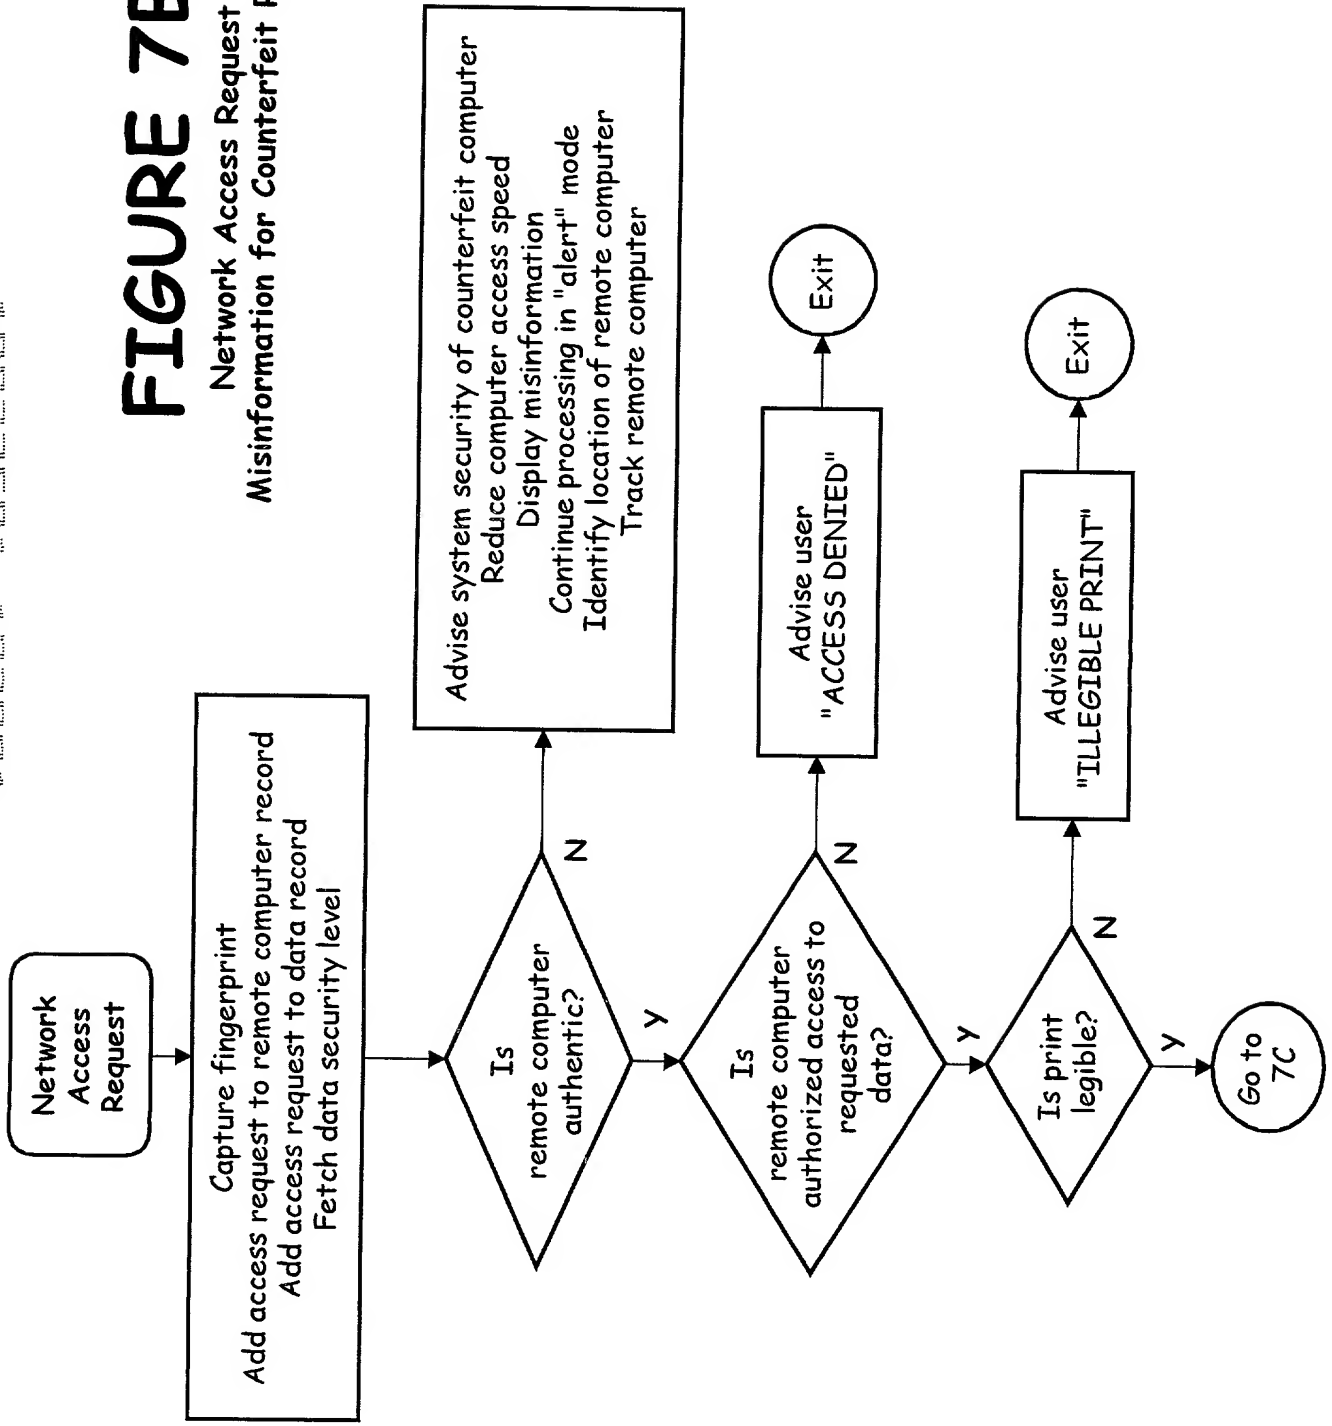 FIGURE 7B
Network Access Request
Misinformation for Counterfeit
Network
Access
Request
Capture fingerprint
Add access request to remote computer record
Add access request to data record
Fetch data security level
Is
remote computer
authentic?
N
Y
Advise system security of counterfeit computer
Reduce computer access speed
Display misinformation
Continue processing in "alert" mode
Identify location of remote computer
Track remote computer
Is
remote computer
authorized access to
requested
data?
N
Y
Advise user
"ACCESS DENIED"
Exit
Is print
legible?
N
Y
Advise user
"ILLEGIBLE PRINT"
Exit
Go to
7C